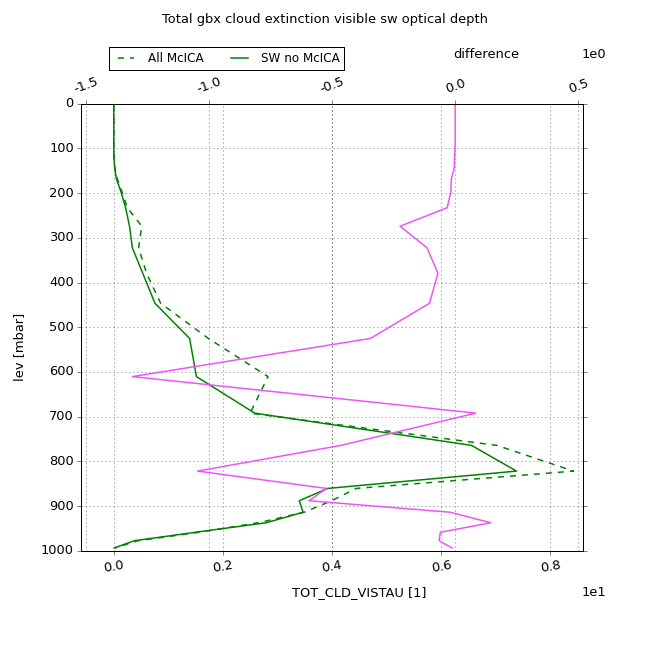 Total gbx cloud extinction visible sw optical depth
All McICA SW no McICA
difference 1e0
-1.5 -1.0 -0.5 0.0 0.5
0
100
200
300
400
500
600
700
800
900
1000
lev [mbar]
0.0 0.2 0.4 0.6 0.8
TOT_CLD_VISTAU [1] 1e1